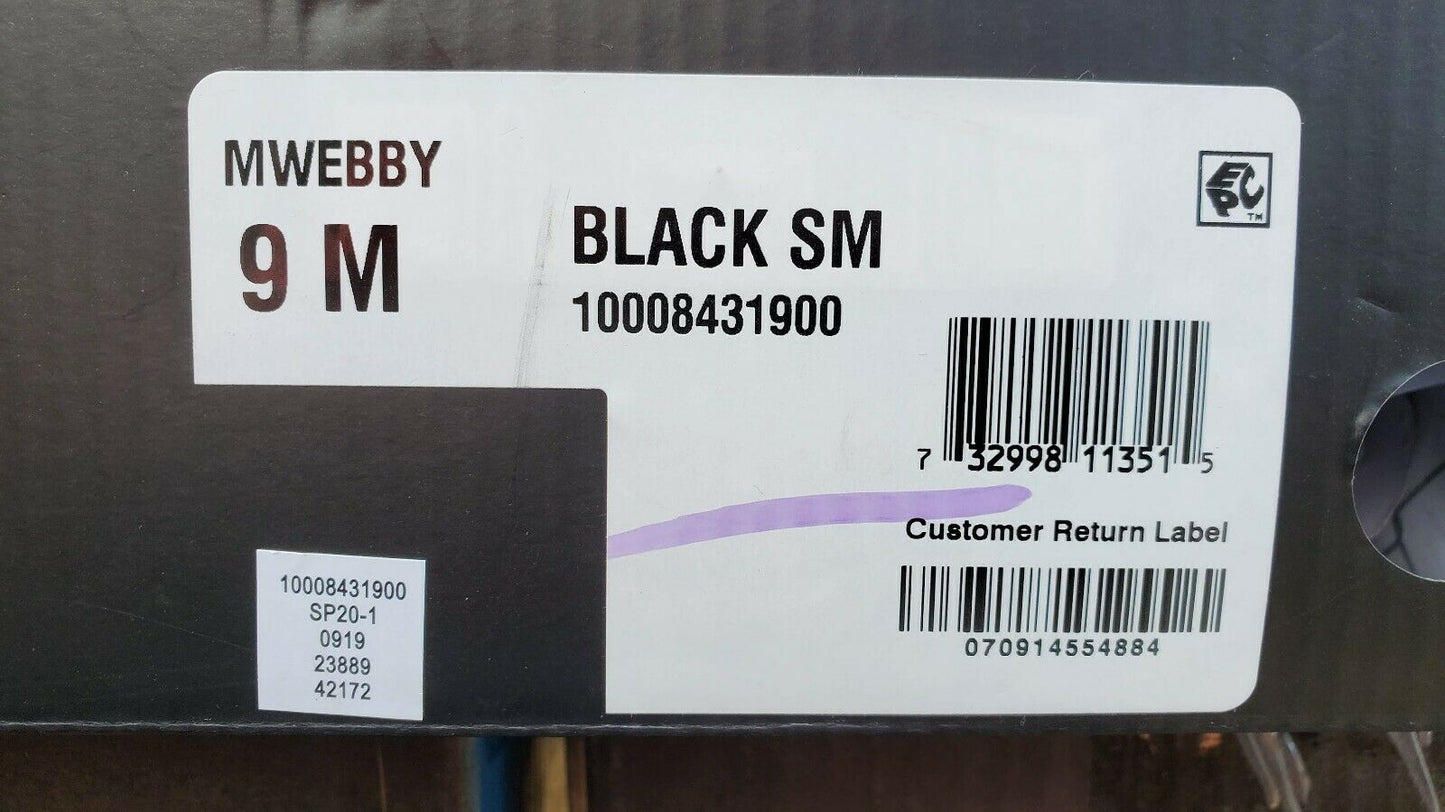 MWEBBY
9 M
BLACK SM
10008431900
ECPC™
7 32998 11351 5
Customer Return Label
070914554884
10008431900
SP20-1
0919
23889
42172